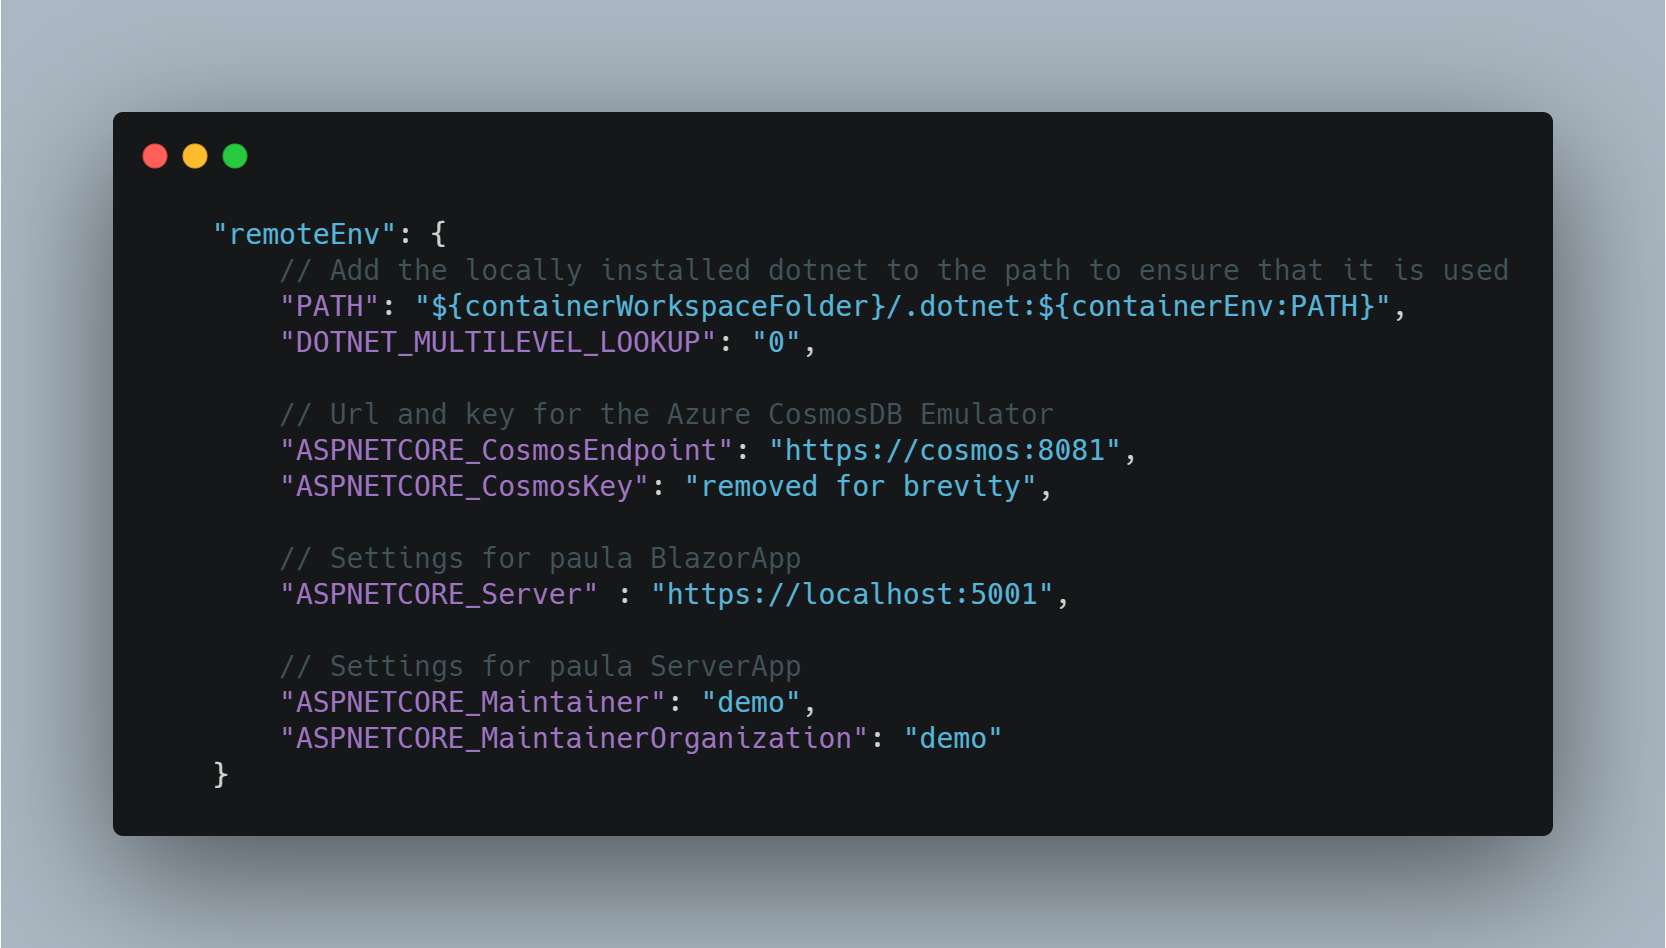 "remoteEnv": {
// Add the locally installed dotnet to the path to ensure that it is used
"PATH": "${containerWorkspaceFolder}/.dotnet:${containerEnv:PATH}",
"DOTNET_MULTILEVEL_LOOKUP": "0",
// Url and key for the Azure CosmosDB Emulator
"ASPNETCORE_CosmosEndpoint": "https://cosmos:8081",
"ASPNETCORE_CosmosKey": "removed for brevity",
// Settings for paula BlazorApp
"ASPNETCORE_Server" : "https://localhost:5001",
// Settings for paula ServerApp
"ASPNETCORE_Maintainer": "demo",
"ASPNETCORE_MaintainerOrganization": "demo"
}